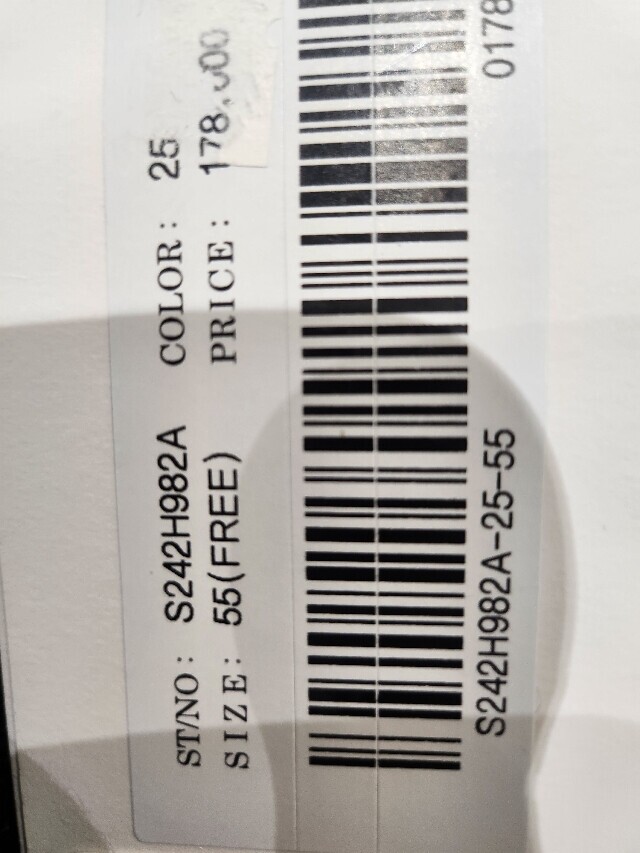 ST/NO: S242H982A COLOR: 25
SIZE: 55(FREE) PRICE: 178,000
S242H982A-25-55 0178